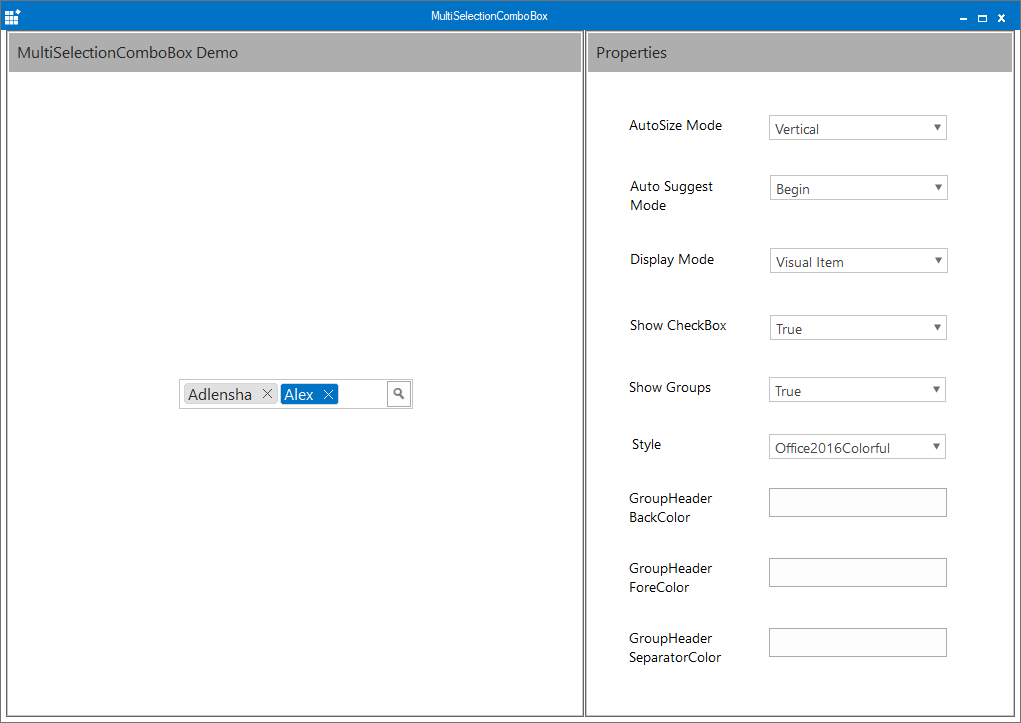 MultiSelectionComboBox
MultiSelectionComboBox Demo
Adlensha
Alex
Properties
AutoSize Mode
Vertical
Auto Suggest
Mode
Begin
Display Mode
Visual Item
Show CheckBox
True
Show Groups
True
Style
Office2016Colorful
GroupHeader
BackColor
GroupHeader
ForeColor
GroupHeader
SeparatorColor